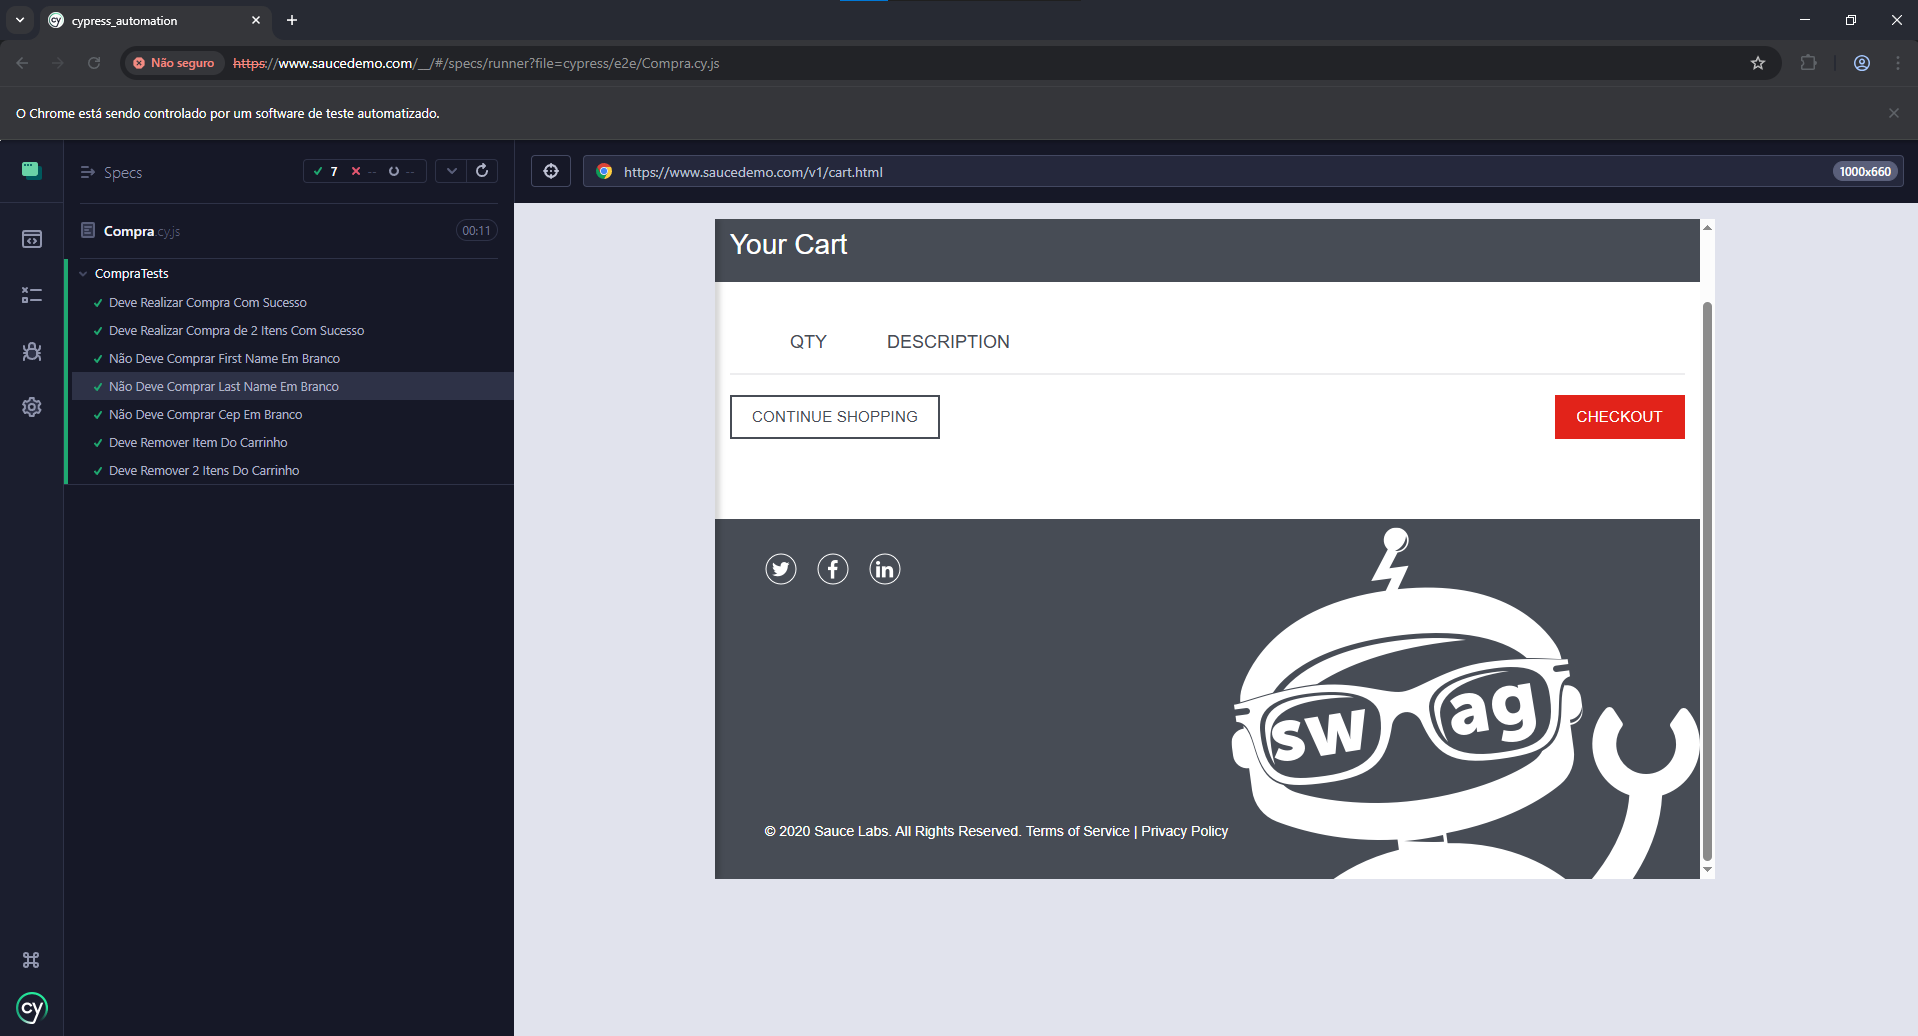 cypress_automation
Não seguro https://www.saucedemo.com/__/#/specs/runner?file=cypress/e2e/Compra.cy.js
O Chrome está sendo controlado por um software de teste automatizado.
Specs 7 -- --
https://www.saucedemo.com/v1/cart.html 1000x660
Compra.cy.js 00:11
CompraTests
Deve Realizar Compra Com Sucesso
Deve Realizar Compra de 2 Itens Com Sucesso
Não Deve Comprar First Name Em Branco
Não Deve Comprar Last Name Em Branco
Não Deve Comprar Cep Em Branco
Deve Remover Item Do Carrinho
Deve Remover 2 Itens Do Carrinho
cy
Your Cart
QTY DESCRIPTION
CONTINUE SHOPPING CHECKOUT
swag
© 2020 Sauce Labs. All Rights Reserved. Terms of Service | Privacy Policy